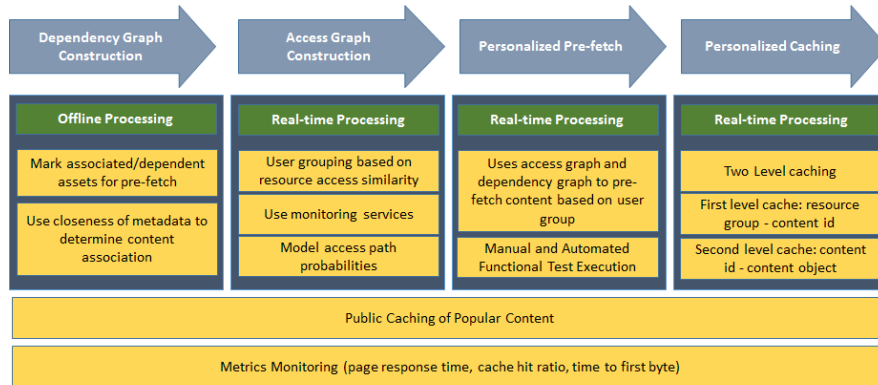 Dependency Graph
Construction
Access Graph
Construction
Personalized Pre-fetch
Personalized Caching
Offline Processing
Mark associated/dependent
assets for pre-fetch
Use closeness of metadata to
determine content
association
Real-time Processing
User grouping based on
resource access similarity
Use monitoring services
Model access path
probabilities
Real-time Processing
Uses access graph and
dependency graph to pre-
fetch content based on user
group
Manual and Automated
Functional Test Execution
Real-time Processing
Two Level caching
First level cache: resource
group - content id
Second level cache: content
id - content object
Public Caching of Popular Content
Metrics Monitoring (page response time, cache hit ratio, time to first byte)